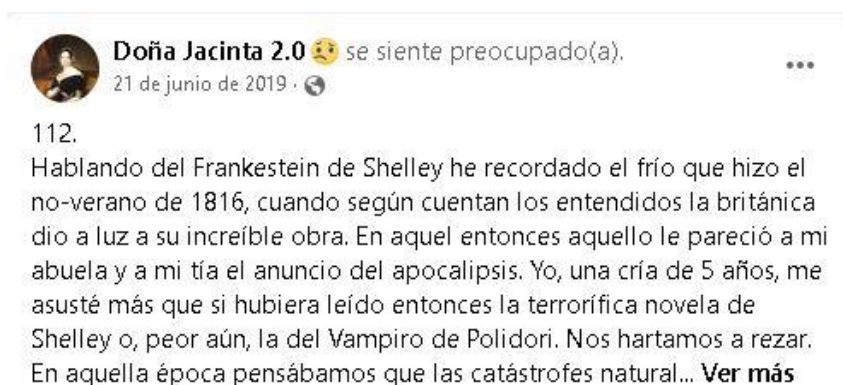 Doña Jacinta 2.0 😟 se siente preocupado(a).
21 de junio de 2019 ·
112.
Hablando del Frankestein de Shelley he recordado el frío que hizo el
no-verano de 1816, cuando según cuentan los entendidos la británica
dio a luz a su increíble obra. En aquel entonces aquello le pareció a mi
abuela y a mi tía el anuncio del apocalipsis. Yo, una cría de 5 años, me
asusté más que si hubiera leído entonces la terrorífica novela de
Shelley o, peor aún, la del Vampiro de Polidori. Nos hartamos a rezar.
En aquella época pensábamos que las catástrofes natural... Ver más